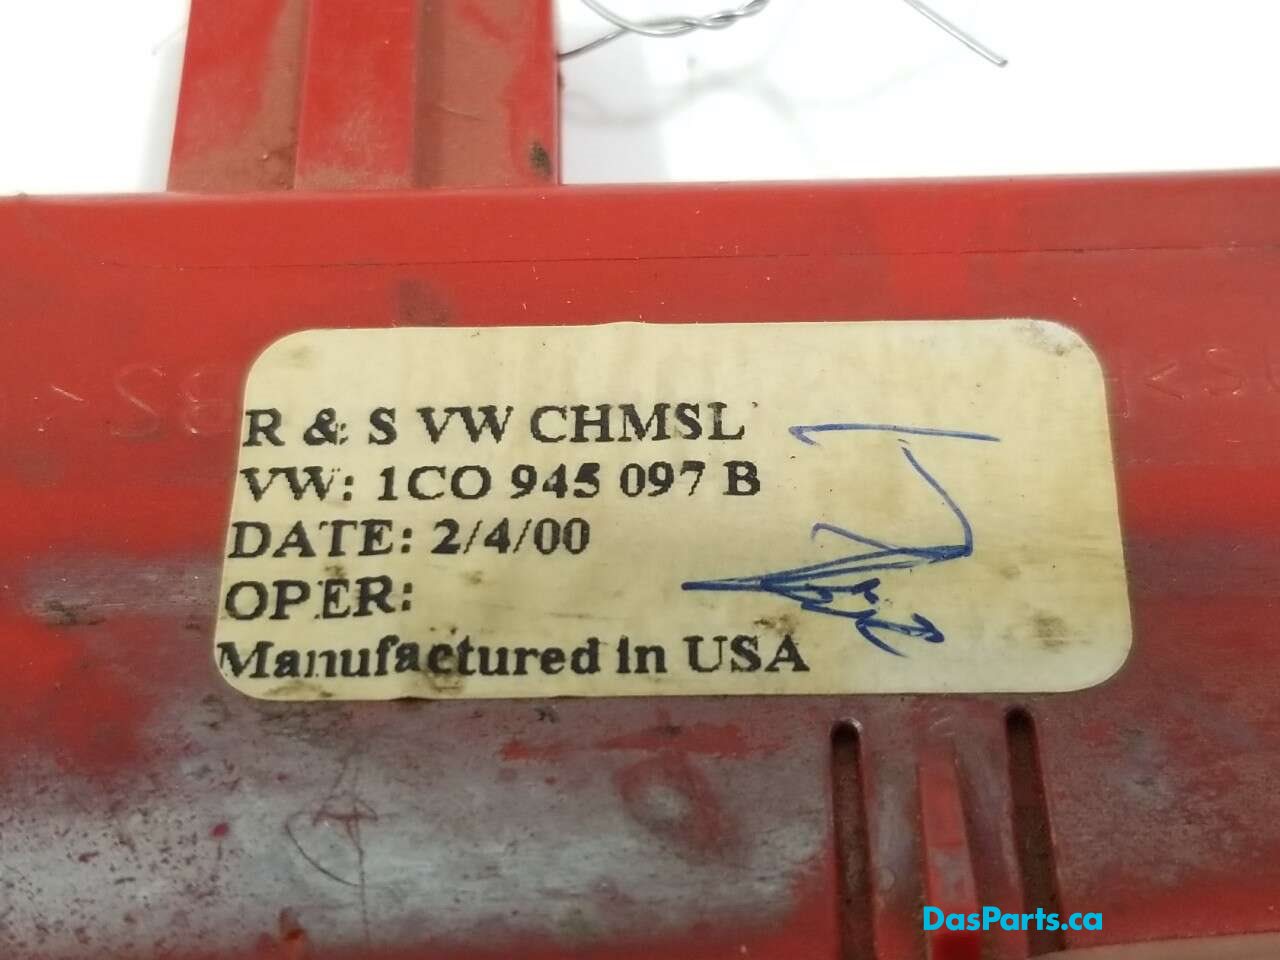 R & S VW CHMSL
VW: 1CO 945 097 B
DATE: 2/4/00
OPER:
Manufactured in USA
DasParts.ca